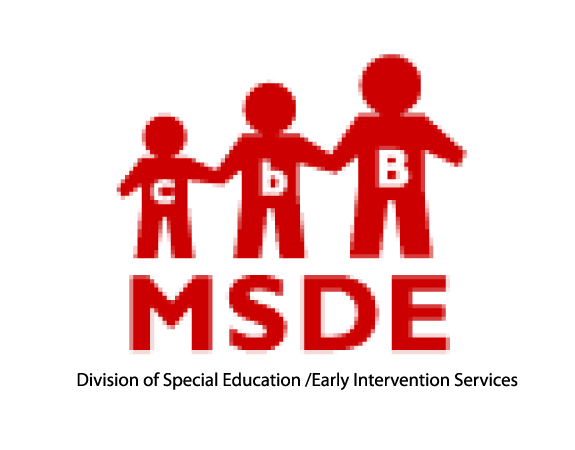 c b B
MSDE
Division of Special Education /Early Intervention Services